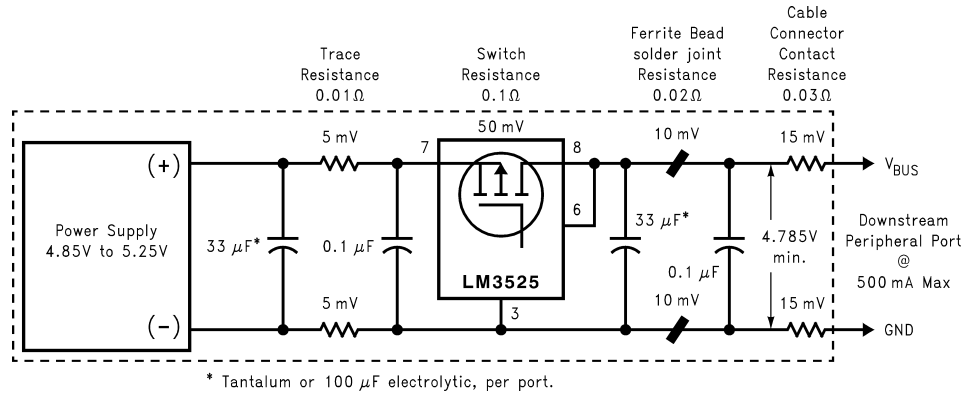 Trace
Resistance
0.01Ω
Switch
Resistance
0.1Ω
Ferrite Bead
solder joint
Resistance
0.02Ω
Cable
Connector
Contact
Resistance
0.03Ω
5 mV
50 mV
10 mV
15 mV
7
8
6
(+)
VBUS
Power Supply
4.85V to 5.25V
33 μF*
0.1 μF
33 μF*
0.1 μF
4.785V
min.
Downstream
Peripheral Port
@
500 mA Max
LM3525
(−)
5 mV
3
10 mV
15 mV
GND
* Tantalum or 100 μF electrolytic, per port.